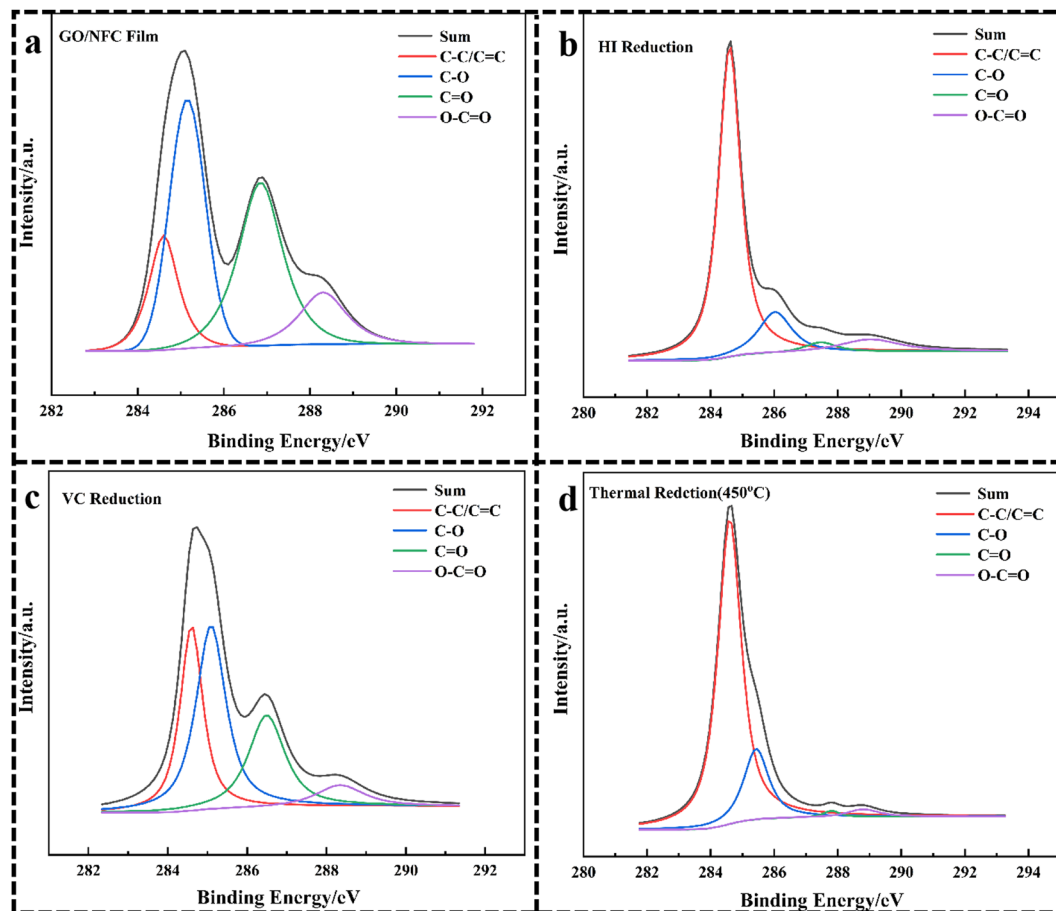 a
GO/NFC Film
Sum
C-C/C=C
C-O
C=O
O-C=O
Intensity/a.u.
282 284 286 288 290 292
Binding Energy/eV
b
HI Reduction
Sum
C-C/C=C
C-O
C=O
O-C=O
Intensity/a.u.
280 282 284 286 288 290 292 294
Binding Energy/eV
c
VC Reduction
Sum
C-C/C=C
C-O
C=O
O-C=O
Intensity/a.u.
282 284 286 288 290 292
Binding Energy/eV
d
Thermal Redction(450°C)
Sum
C-C/C=C
C-O
C=O
O-C=O
Intensity/a.u.
280 282 284 286 288 290 292 294
Binding Energy/eV